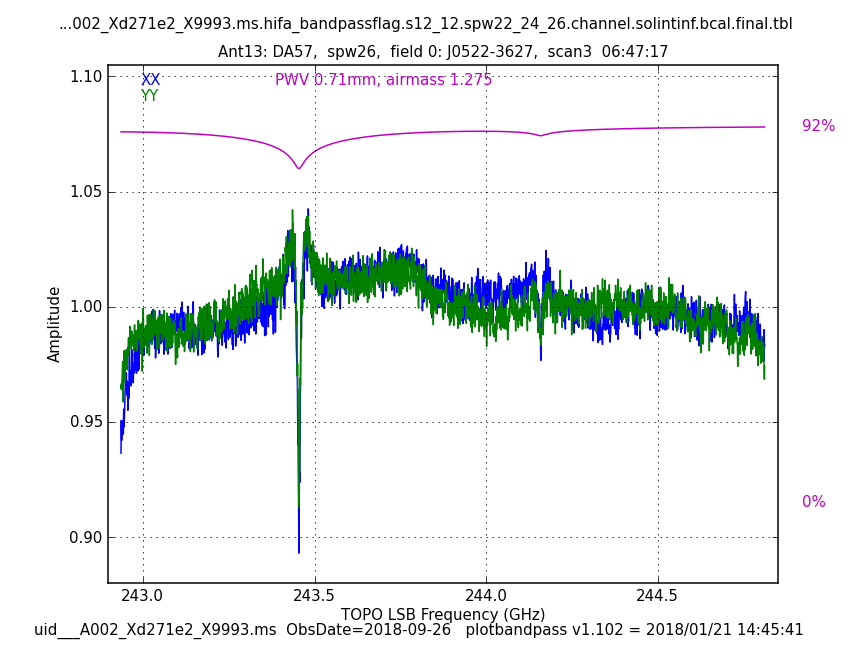 ...002_Xd271e2_X9993.ms.hifa_bandpassflag.s12_12.spw22_24_26.channel.solintinf.bcal.final.tbl
Ant13: DA57, spw26, field 0: J0522-3627, scan3 06:47:17
1.10
XX
PWV 0.71mm, airmass 1.275
YY
92%
1.05
1.00
Amplitude
0.95
0%
0.90
243.0 243.5 244.0 244.5
TOPO LSB Frequency (GHz)
uid___A002_Xd271e2_X9993.ms ObsDate=2018-09-26 plotbandpass v1.102 = 2018/01/21 14:45:41